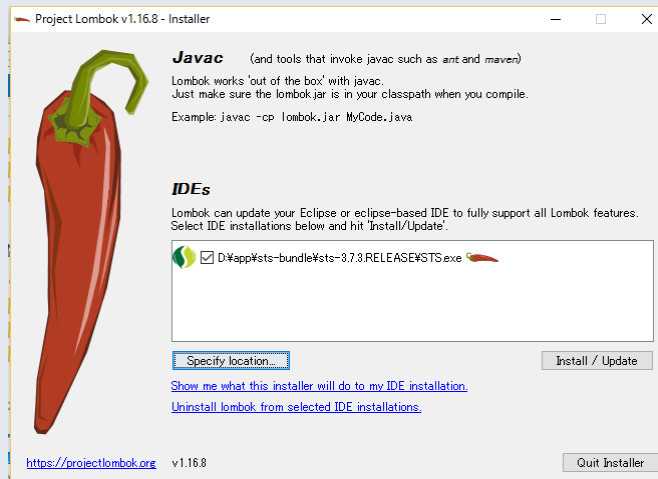 Project Lombok v1.16.8 - Installer
Javac (and tools that invoke javac such as ant and maven)
Lombok works 'out of the box' with javac.
Just make sure the lombok.jar is in your classpath when you compile.
Example: javac -cp lombok.jar MyCode.java
IDEs
Lombok can update your Eclipse or eclipse-based IDE to fully support all Lombok features.
Select IDE installations below and hit 'Install/Update'.
D:¥app¥sts-bundle¥sts-3.7.3.RELEASE¥STS.exe
Specify location...
Install / Update
Show me what this installer will do to my IDE installation.
Uninstall lombok from selected IDE installations.
https://projectlombok.org v1.16.8
Quit Installer